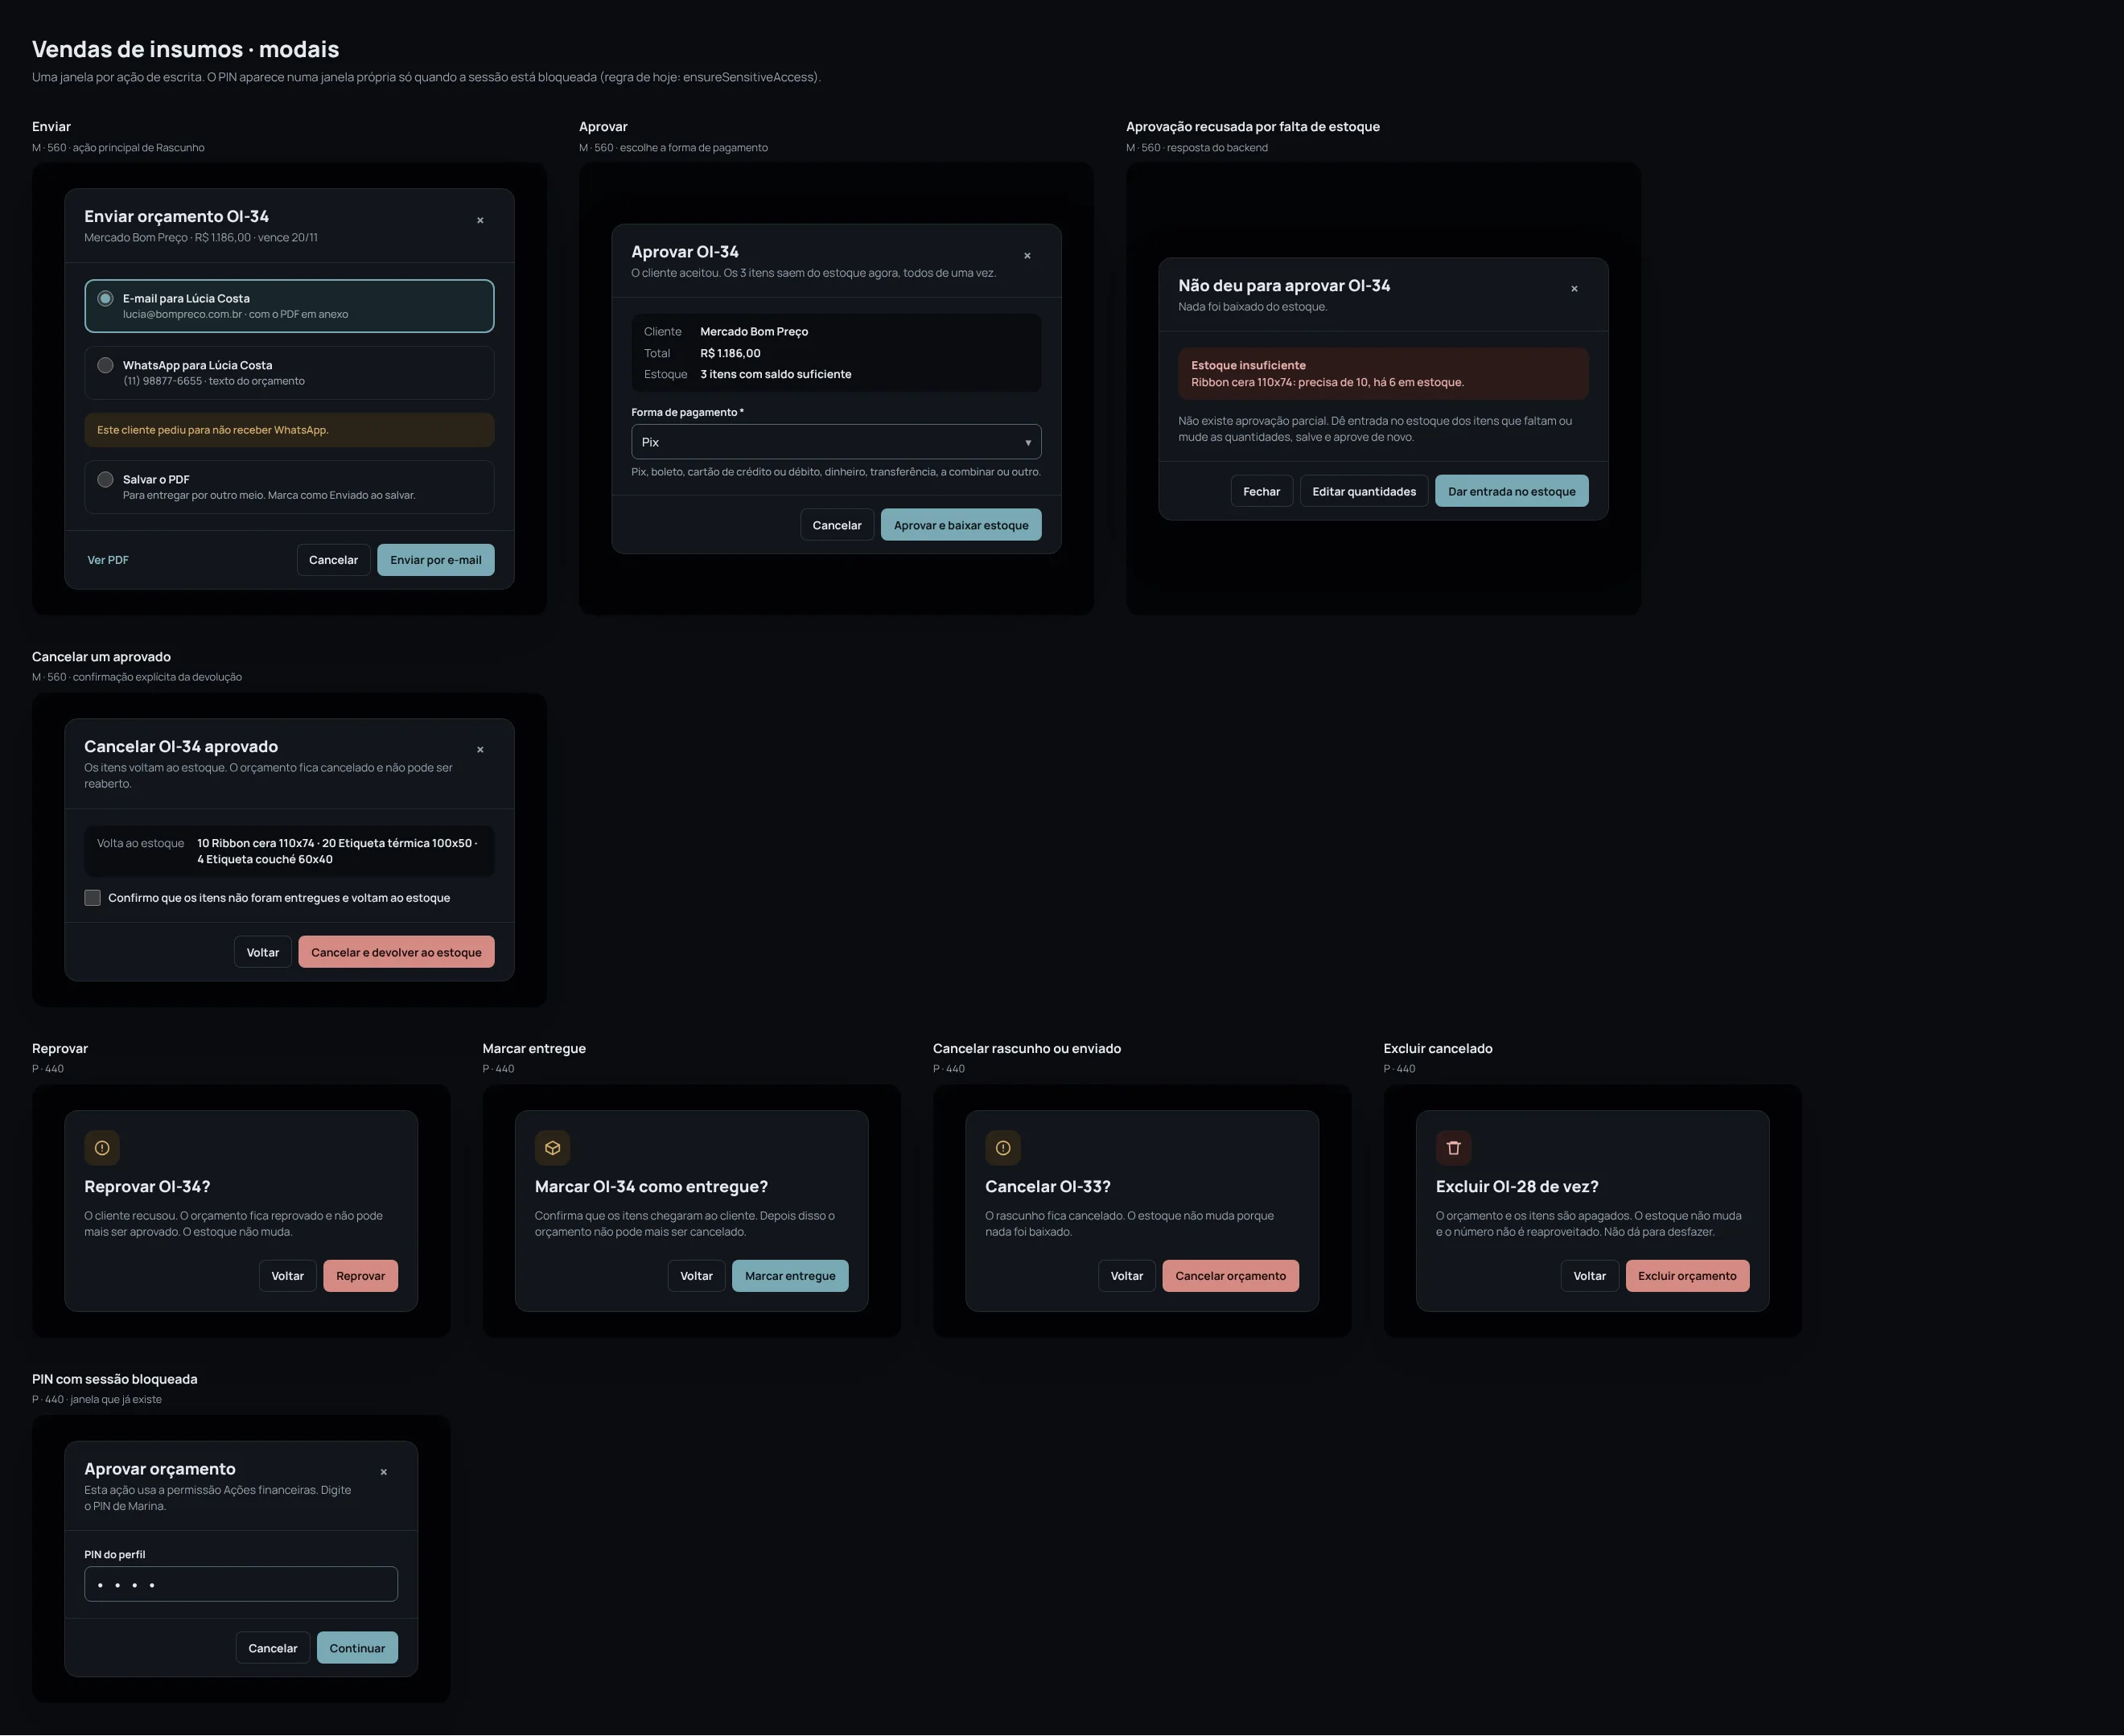 Vendas de insumos · modais
Uma janela por ação de escrita. O PIN aparece numa janela própria só quando a sessão está bloqueada (regra de hoje: ensureSensitiveAccess).
Enviar
M · 560 · ação principal de Rascunho
Enviar orçamento OI-34
×
Mercado Bom Preço · R$ 1.186,00 · vence 20/11
E-mail para Lúcia Costa
lucia@bompreco.com.br · com o PDF em anexo
WhatsApp para Lúcia Costa
(11) 98877-6655 · texto do orçamento
Este cliente pediu para não receber WhatsApp.
Salvar o PDF
Para entregar por outro meio. Marca como Enviado ao salvar.
Ver PDF
Cancelar
Enviar por e-mail
Aprovar
M · 560 · escolhe a forma de pagamento
Aprovar OI-34
×
O cliente aceitou. Os 3 itens saem do estoque agora, todos de uma vez.
Cliente Mercado Bom Preço
Total R$ 1.186,00
Estoque 3 itens com saldo suficiente
Forma de pagamento *
Pix ▾
Pix, boleto, cartão de crédito ou débito, dinheiro, transferência, a combinar ou outro.
Cancelar
Aprovar e baixar estoque
Aprovação recusada por falta de estoque
M · 560 · resposta do backend
Não deu para aprovar OI-34
×
Nada foi baixado do estoque.
Estoque insuficiente
Ribbon cera 110x74: precisa de 10, há 6 em estoque.
Não existe aprovação parcial. Dê entrada no estoque dos itens que faltam ou
mude as quantidades, salve e aprove de novo.
Fechar
Editar quantidades
Dar entrada no estoque
Cancelar um aprovado
M · 560 · confirmação explícita da devolução
Cancelar OI-34 aprovado
×
Os itens voltam ao estoque. O orçamento fica cancelado e não pode ser
reaberto.
Volta ao estoque 10 Ribbon cera 110x74 · 20 Etiqueta térmica 100x50 ·
4 Etiqueta couché 60x40
Confirmo que os itens não foram entregues e voltam ao estoque
Voltar
Cancelar e devolver ao estoque
Reprovar
P · 440
Reprovar OI-34?
O cliente recusou. O orçamento fica reprovado e não pode
mais ser aprovado. O estoque não muda.
Voltar
Reprovar
Marcar entregue
P · 440
Marcar OI-34 como entregue?
Confirma que os itens chegaram ao cliente. Depois disso o
orçamento não pode mais ser cancelado.
Voltar
Marcar entregue
Cancelar rascunho ou enviado
P · 440
Cancelar OI-33?
O rascunho fica cancelado. O estoque não muda porque
nada foi baixado.
Voltar
Cancelar orçamento
Excluir cancelado
P · 440
Excluir OI-28 de vez?
O orçamento e os itens são apagados. O estoque não muda
e o número não é reaproveitado. Não dá para desfazer.
Voltar
Excluir orçamento
PIN com sessão bloqueada
P · 440 · janela que já existe
Aprovar orçamento
×
Esta ação usa a permissão Ações financeiras. Digite
o PIN de Marina.
PIN do perfil
• • • •
Cancelar
Continuar